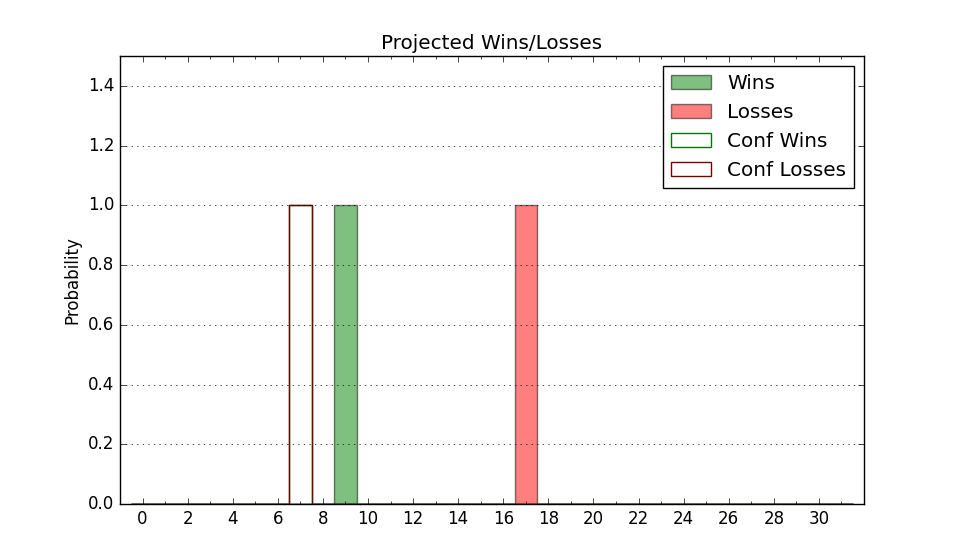 Projected Wins/Losses
Wins
Losses
Conf Wins
Conf Losses
Probability
1.4
1.2
1.0
0.8
0.6
0.4
0.2
0.0
0 2 4 6 8 10 12 14 16 18 20 22 24 26 28 30